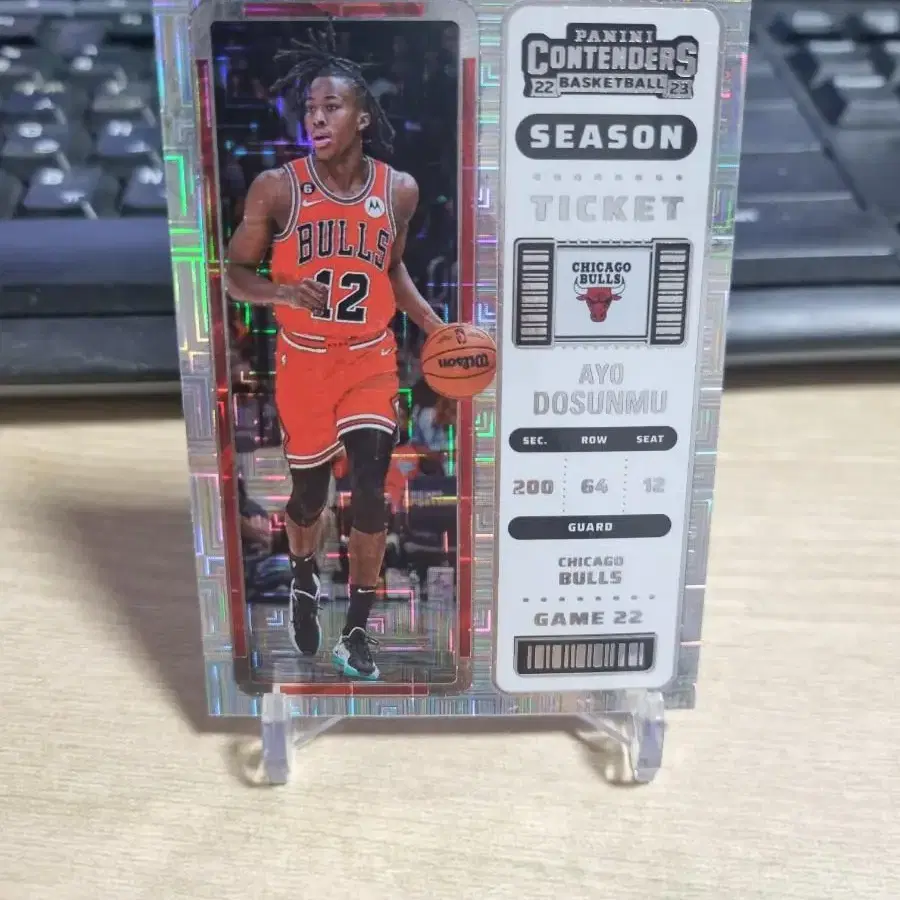 PANINI
CONTENDERS
22 BASKETBALL 23
SEASON
TICKET
CHICAGO
BULLS
AYO
DOSUNMU
SEC. ROW SEAT
200 64 12
GUARD
CHICAGO
BULLS
GAME 22
6
BULLS
12
Wilson